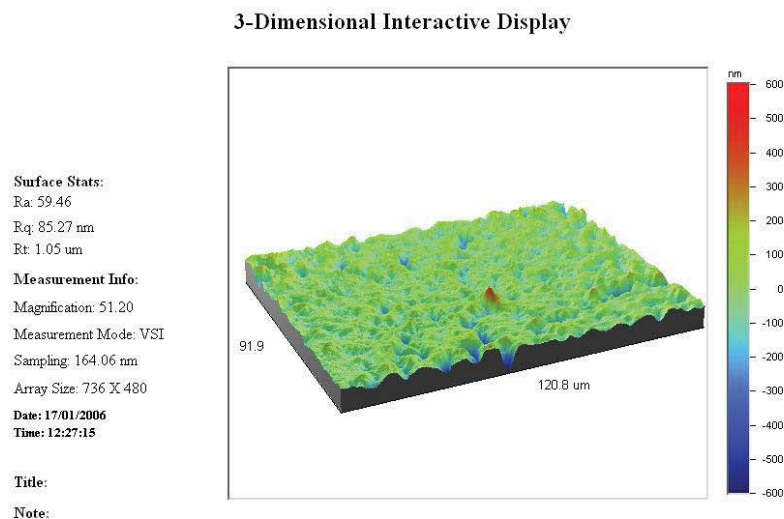 3-Dimensional Interactive Display
Surface Stats:
Ra: 59.46
Rq: 85.27 nm
Rt: 1.05 um
Measurement Info:
Magnification: 51.20
Measurement Mode: VSI
Sampling: 164.06 nm
Array Size: 736 X 480
Date: 17/01/2006
Time: 12:27:15
Title:
Note:
91.9
120.8 um
nm
600
500
400
300
200
100
0
-100
-200
-300
-400
-500
-600